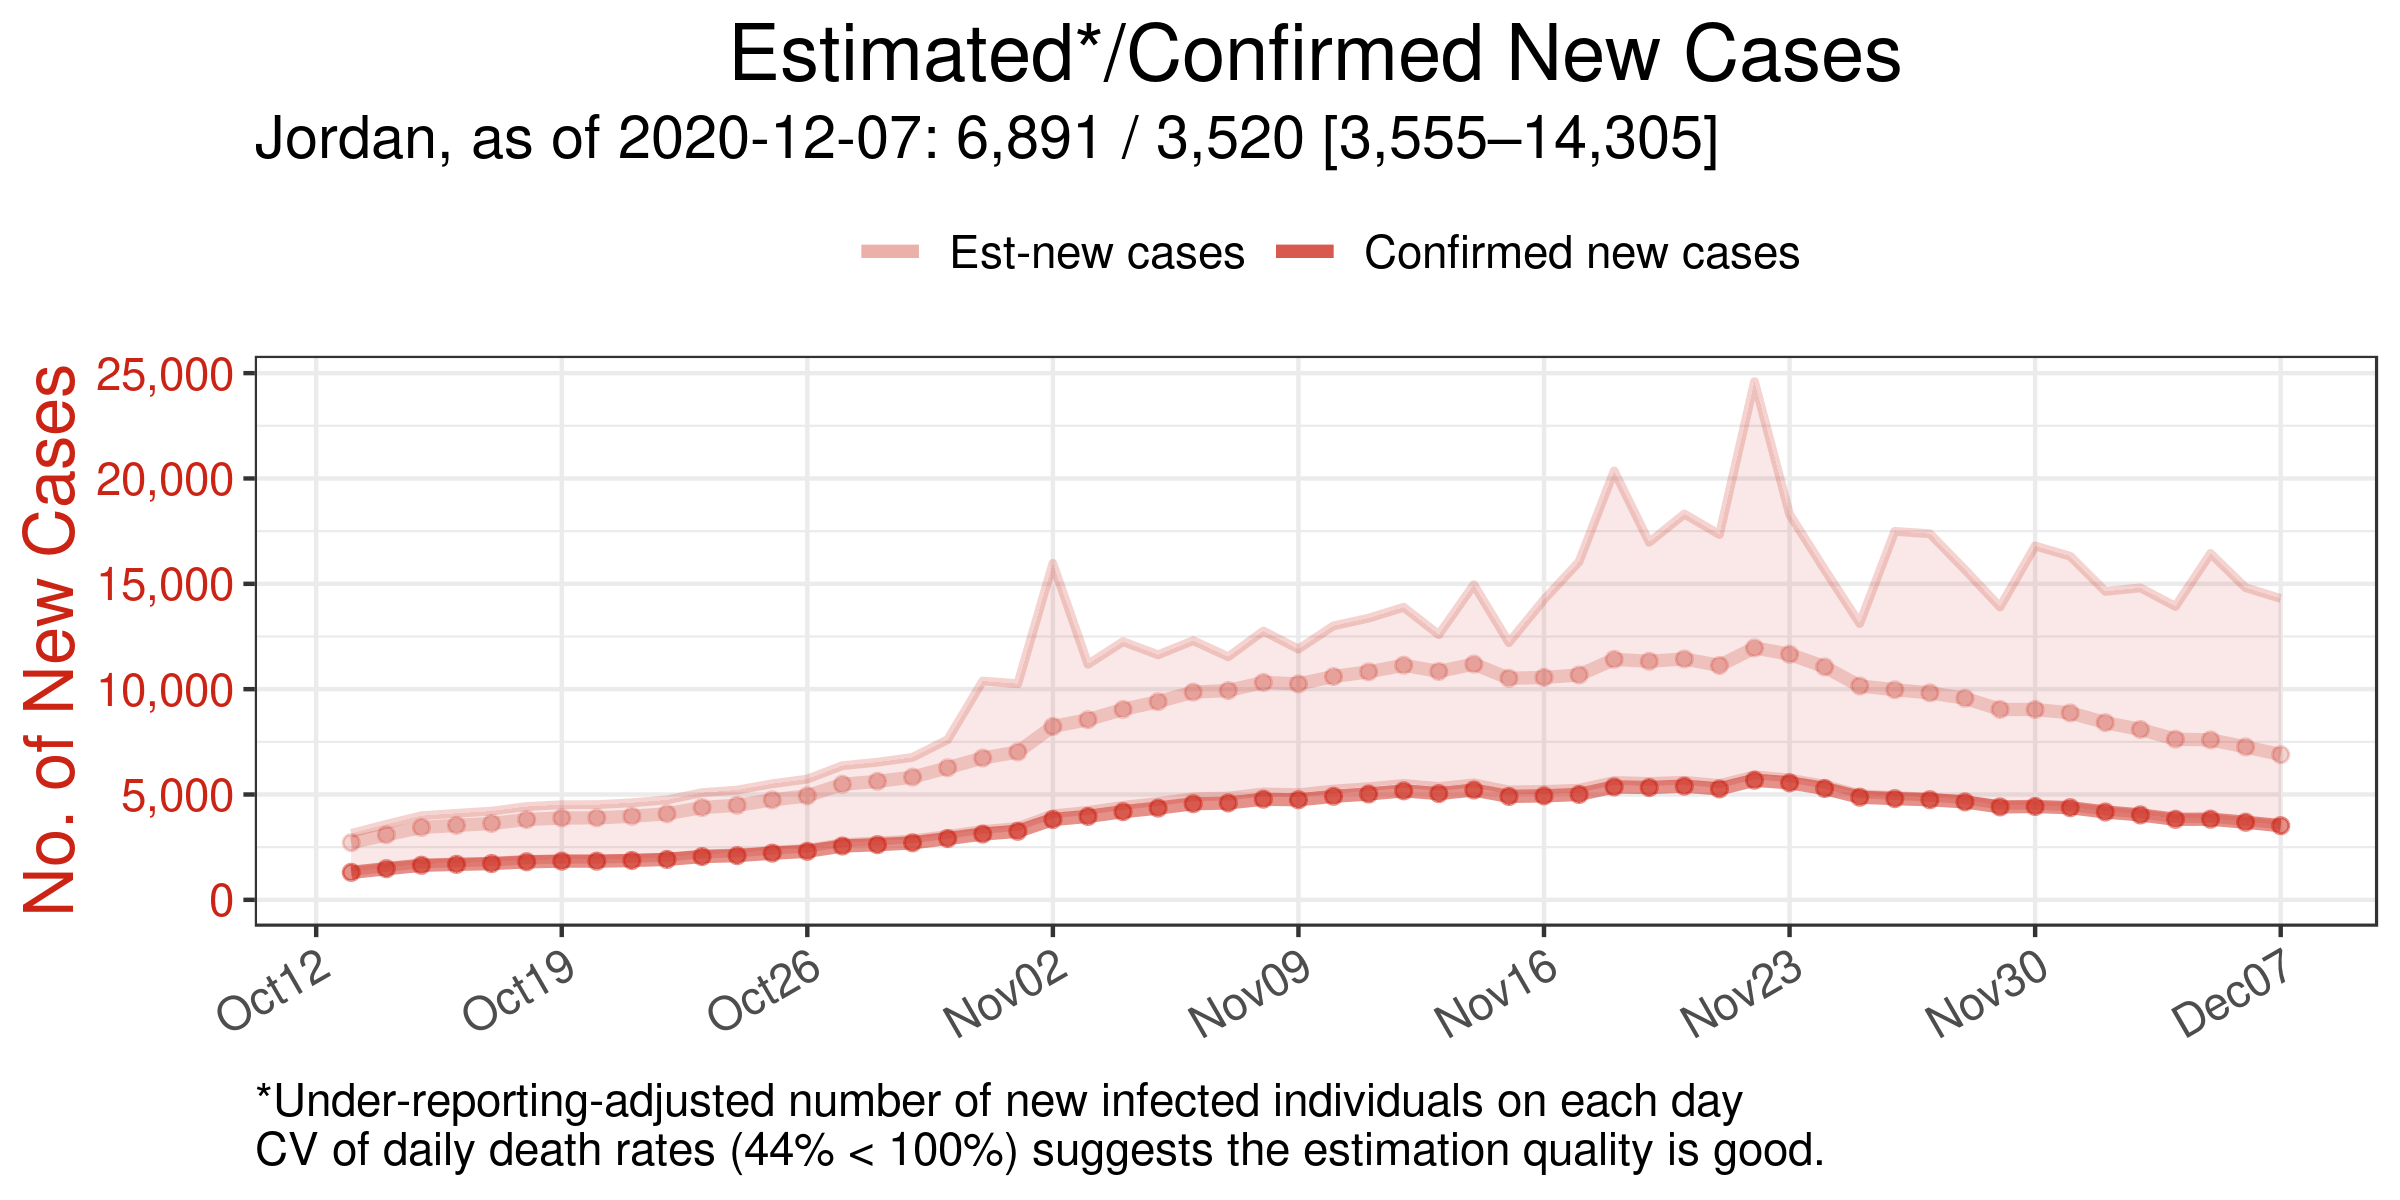 Estimated*/Confirmed New Cases
Jordan, as of 2020-12-07: 6,891 / 3,520 [3,555–14,305]
Est-new cases
Confirmed new cases
No. of New Cases
25,000
20,000
15,000
10,000
5,000
0
Oct12
Oct19
Oct26
Nov02
Nov09
Nov16
Nov23
Nov30
Dec07
*Under-reporting-adjusted number of new infected individuals on each day
CV of daily death rates (44% < 100%) suggests the estimation quality is good.